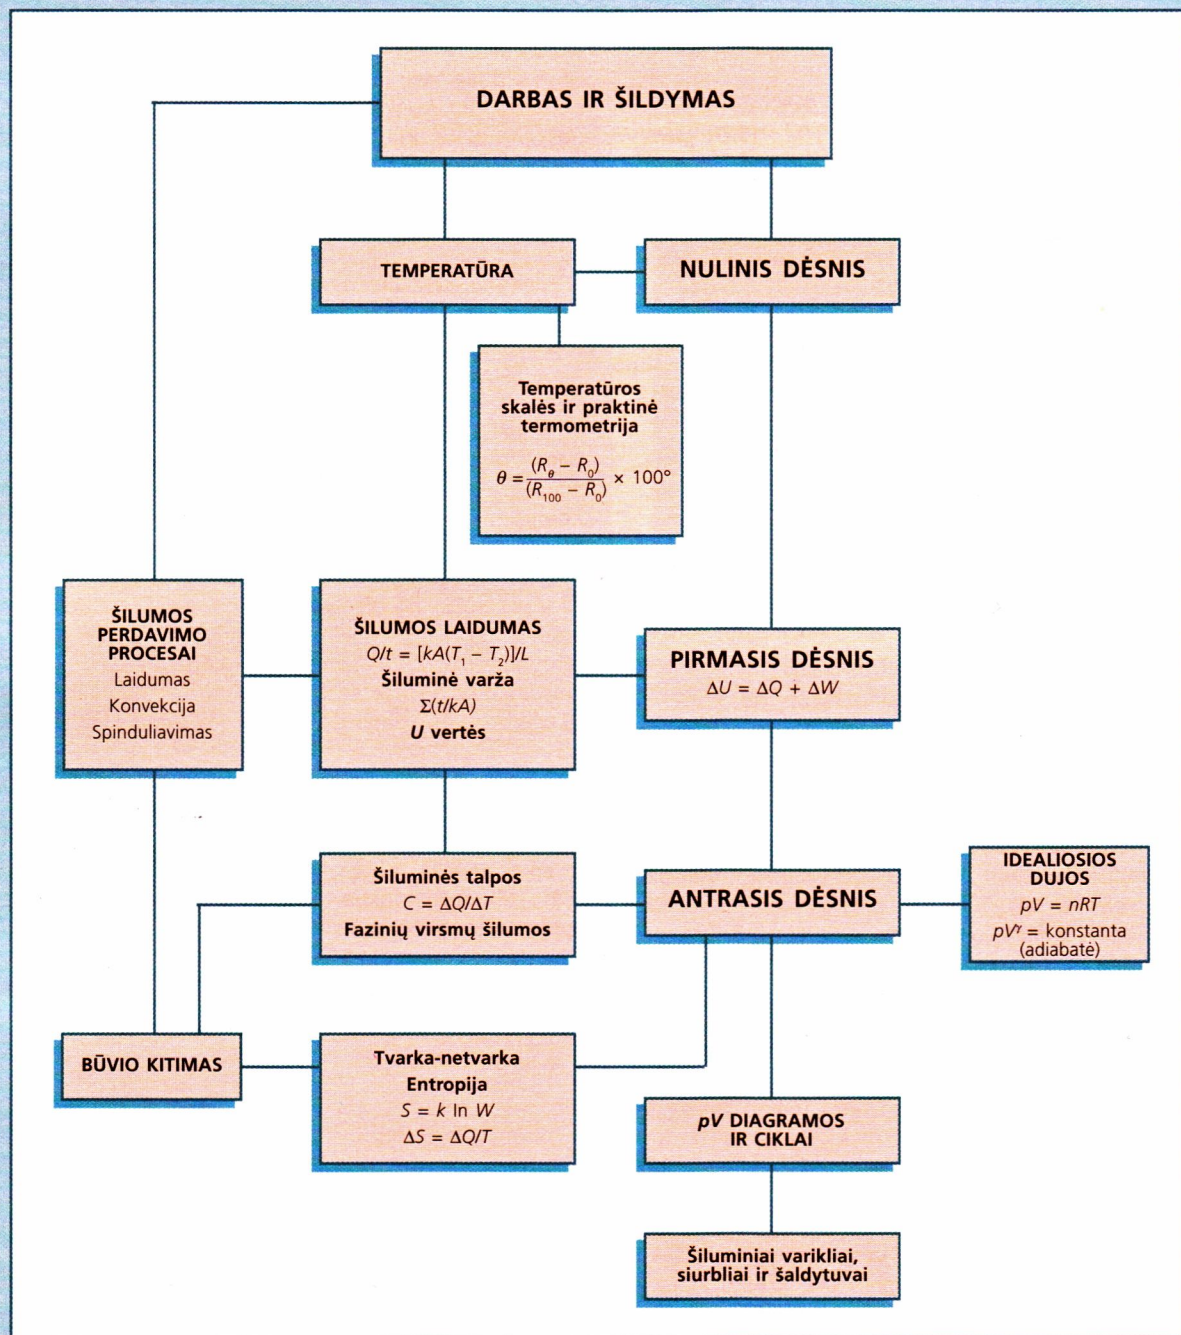 DARBAS IR ŠILDYMAS
TEMPERATŪRA
NULINIS DĖSNIS
Temperatūros
skalės ir praktinė
termometrija
θ = (R_θ – R_0) / (R_100 – R_0) × 100°
ŠILUMOS
PERDAVIMO
PROCESAI
Laidumas
Konvekcija
Spinduliavimas
ŠILUMOS LAIDUMAS
Q/t = [kA(T_1 – T_2)]/L
Šiluminė varža
Σ(t/kA)
U vertės
PIRMASIS DĖSNIS
ΔU = ΔQ + ΔW
Šiluminės talpos
C = ΔQ/ΔT
Fazinių virsmų šilumos
ANTRASIS DĖSNIS
IDEALIOSIOS
DUJOS
pV = nRT
pV^γ = konstanta
(adiabatė)
BŪVIO KITIMAS
Tvarka-netvarka
Entropija
S = k ln W
ΔS = ΔQ/T
pV DIAGRAMOS
IR CIKLAI
Šiluminiai varikliai,
siurbliai ir šaldytuvai